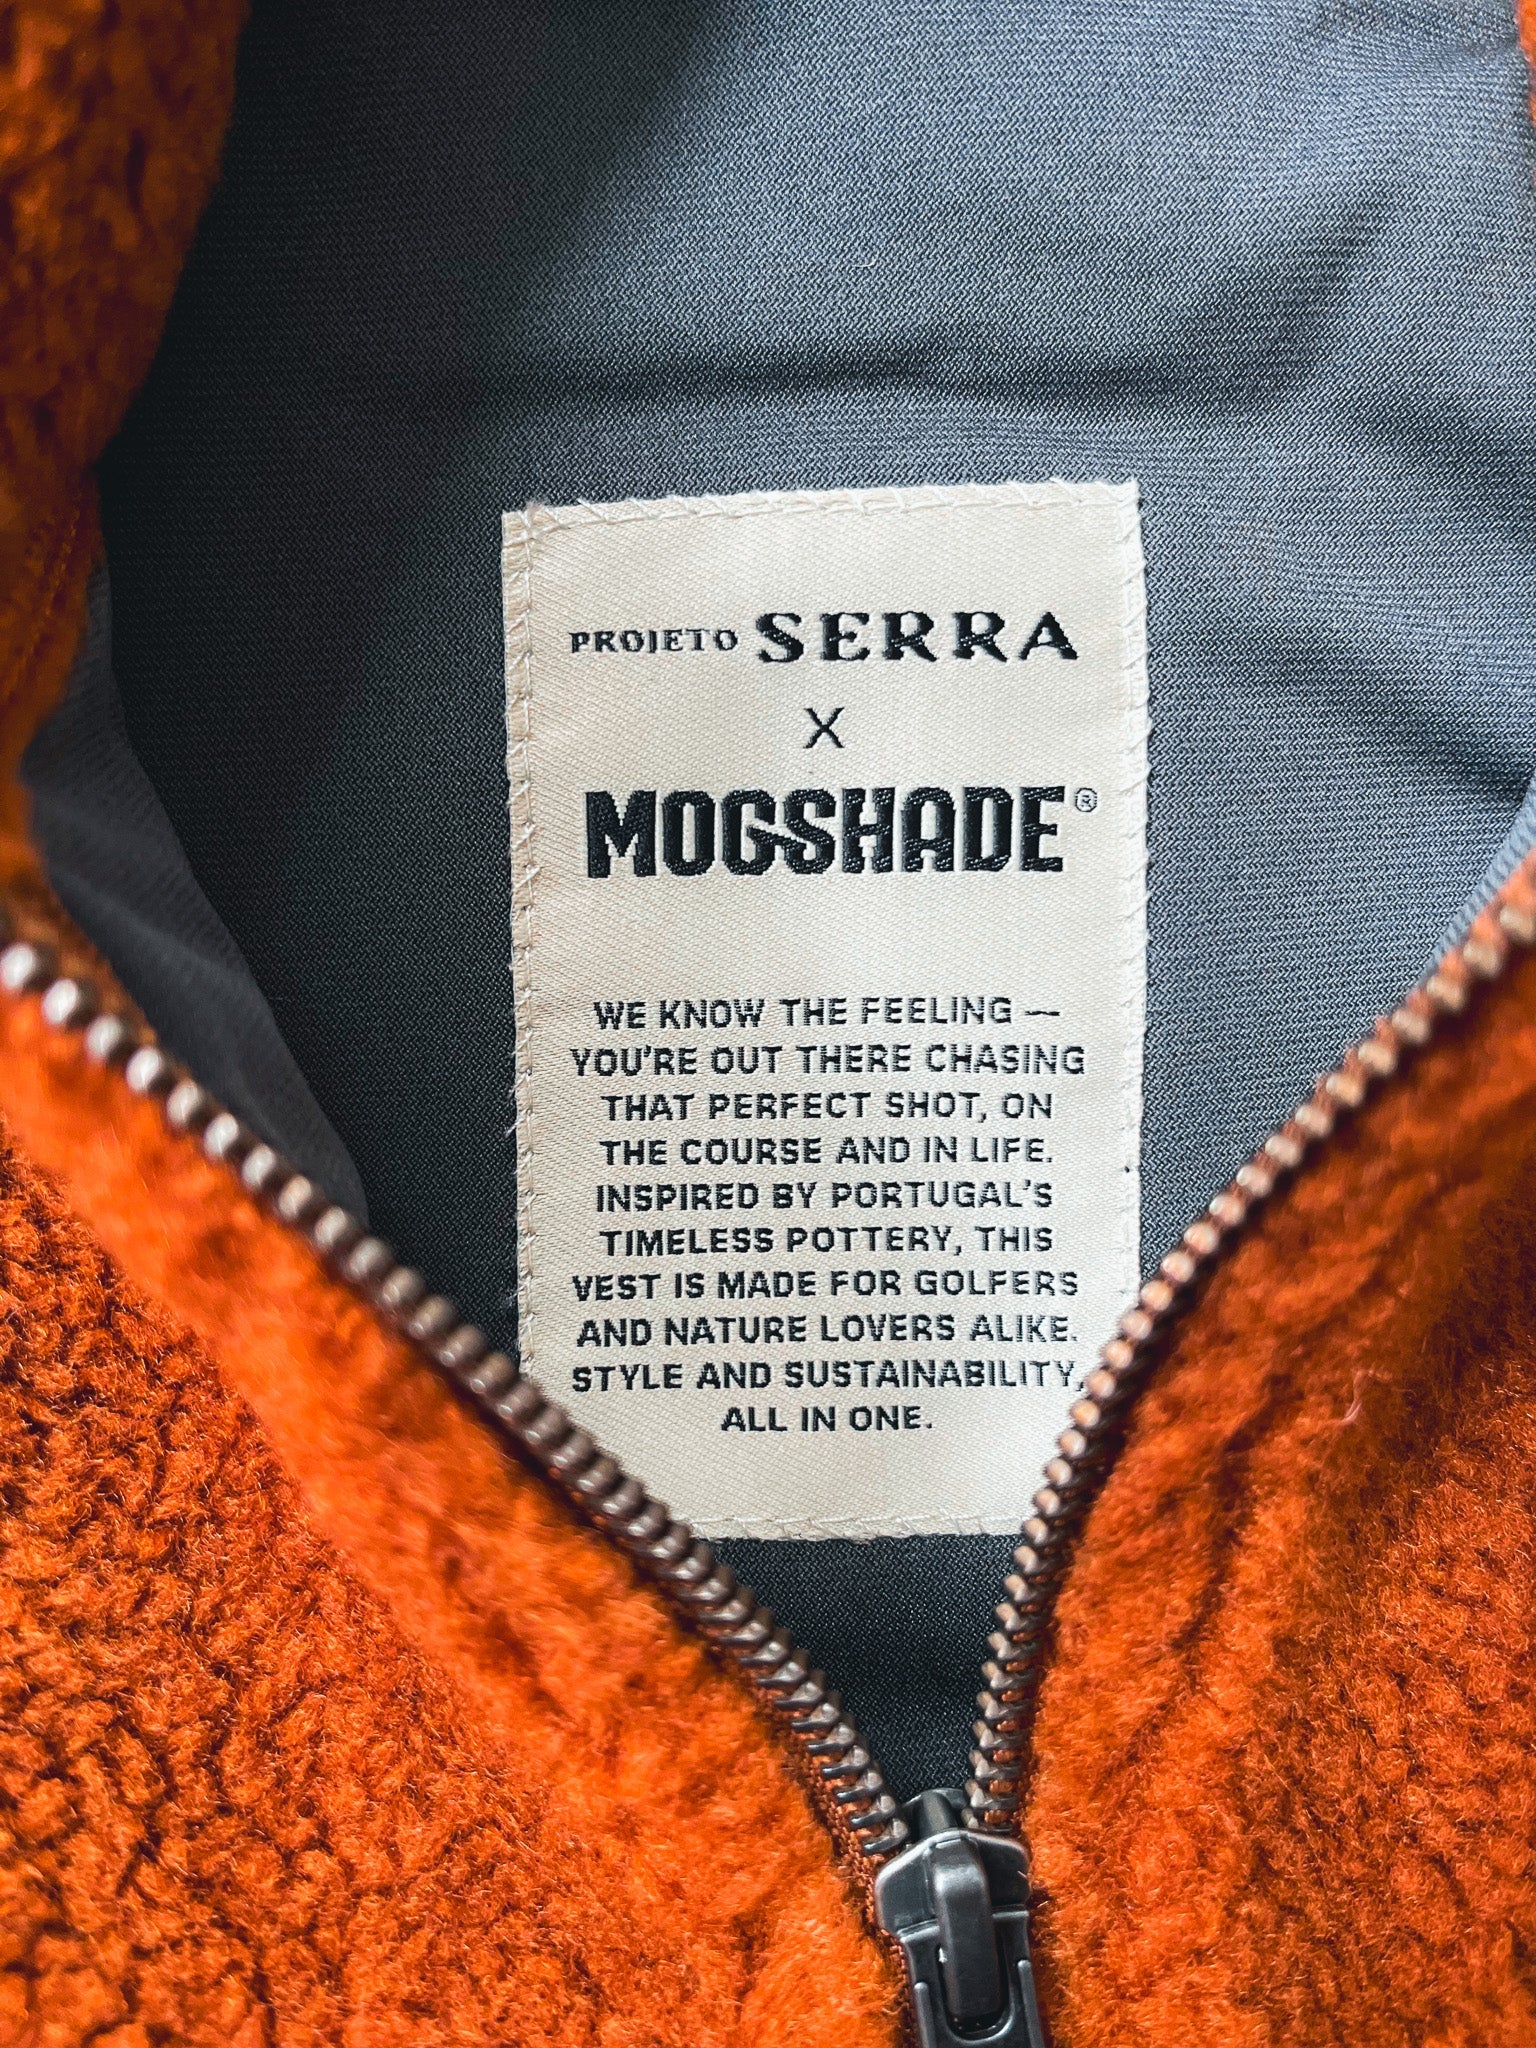 PROJETO SERRA
X
MOGSHADE®
WE KNOW THE FEELING —
YOU'RE OUT THERE CHASING
THAT PERFECT SHOT, ON
THE COURSE AND IN LIFE.
INSPIRED BY PORTUGAL'S
TIMELESS POTTERY, THIS
VEST IS MADE FOR GOLFERS
AND NATURE LOVERS ALIKE.
STYLE AND SUSTAINABILITY,
ALL IN ONE.